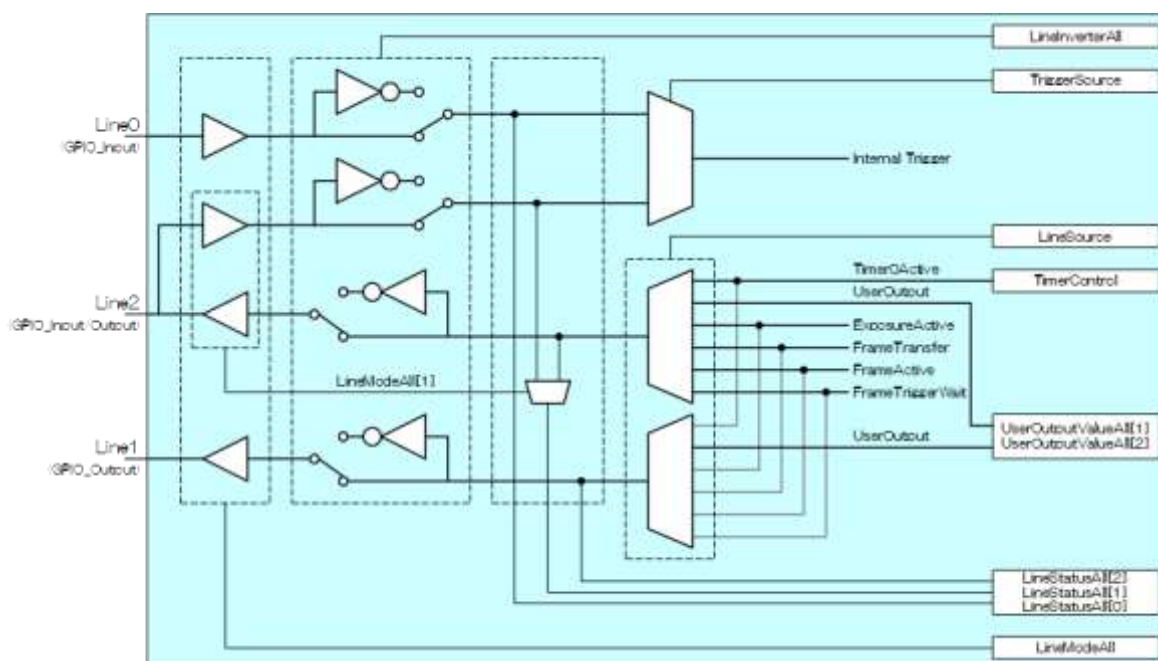 LineInverterAll
TriggerSource
Line0
(GPIO_Input)
Internal Trigger
LineSource
Timer0Active
TimerControl
UserOutput
Line2
(GPIO_Input/Output)
ExposureActive
FrameTransfer
FrameActive
LineModeAll[1]
FrameTriggerWait
UserOutputValueAll[1]
UserOutputValueAll[2]
UserOutput
Line1
(GPIO_Output)
LineStatusAll[2]
LineStatusAll[1]
LineStatusAll[0]
LineModeAll